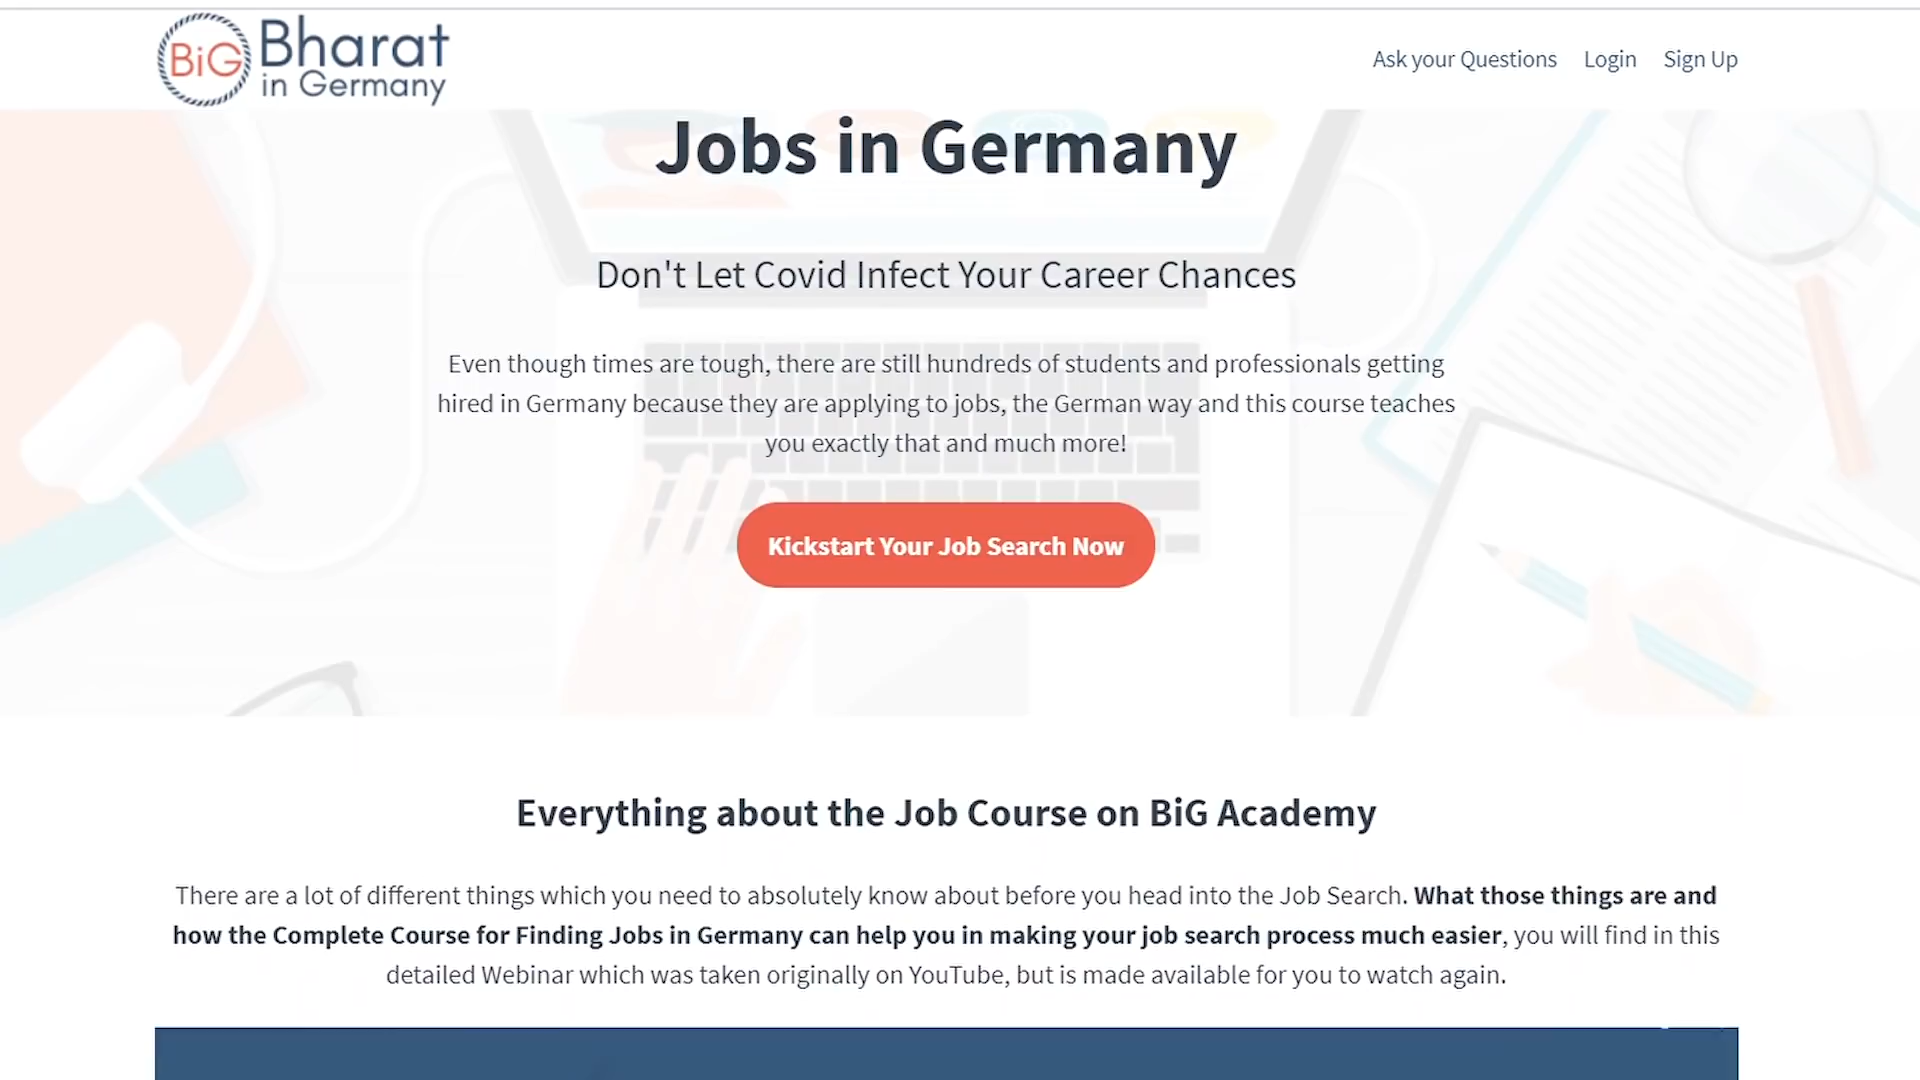 BiG Bharat
in Germany
Ask your Questions Login Sign Up
Jobs in Germany
Don't Let Covid Infect Your Career Chances
Even though times are tough, there are still hundreds of students and professionals getting
hired in Germany because they are applying to jobs, the German way and this course teaches
you exactly that and much more!
Kickstart Your Job Search Now
Everything about the Job Course on BiG Academy
There are a lot of different things which you need to absolutely know about before you head into the Job Search. What those things are and
how the Complete Course for Finding Jobs in Germany can help you in making your job search process much easier, you will find in this
detailed Webinar which was taken originally on YouTube, but is made available for you to watch again.